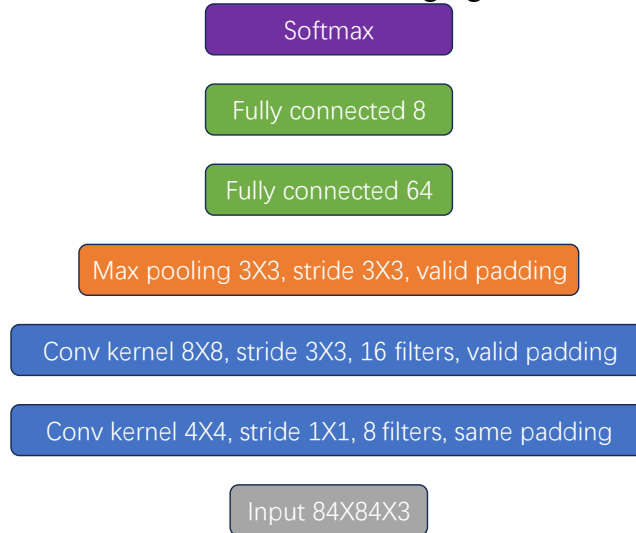 Softmax
Fully connected 8
Fully connected 64
Max pooling 3X3, stride 3X3, valid padding
Conv kernel 8X8, stride 3X3, 16 filters, valid padding
Conv kernel 4X4, stride 1X1, 8 filters, same padding
Input 84X84X3